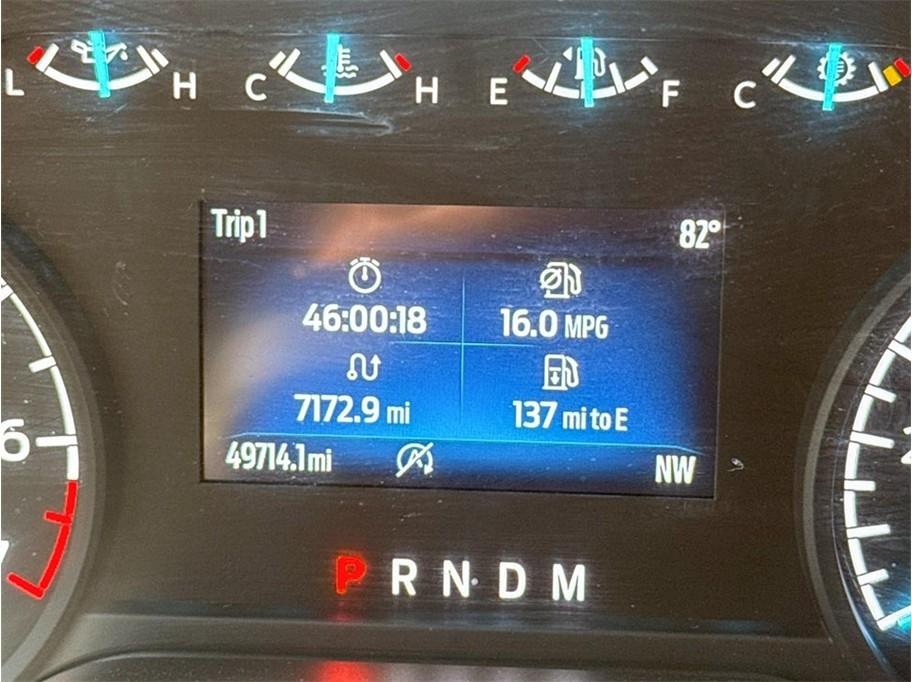 L H C H E F C
Trip 1 82°
46:00:18 16.0 MPG
7172.9 mi 137 mi to E
49714.1 mi NW
6
P R N D M